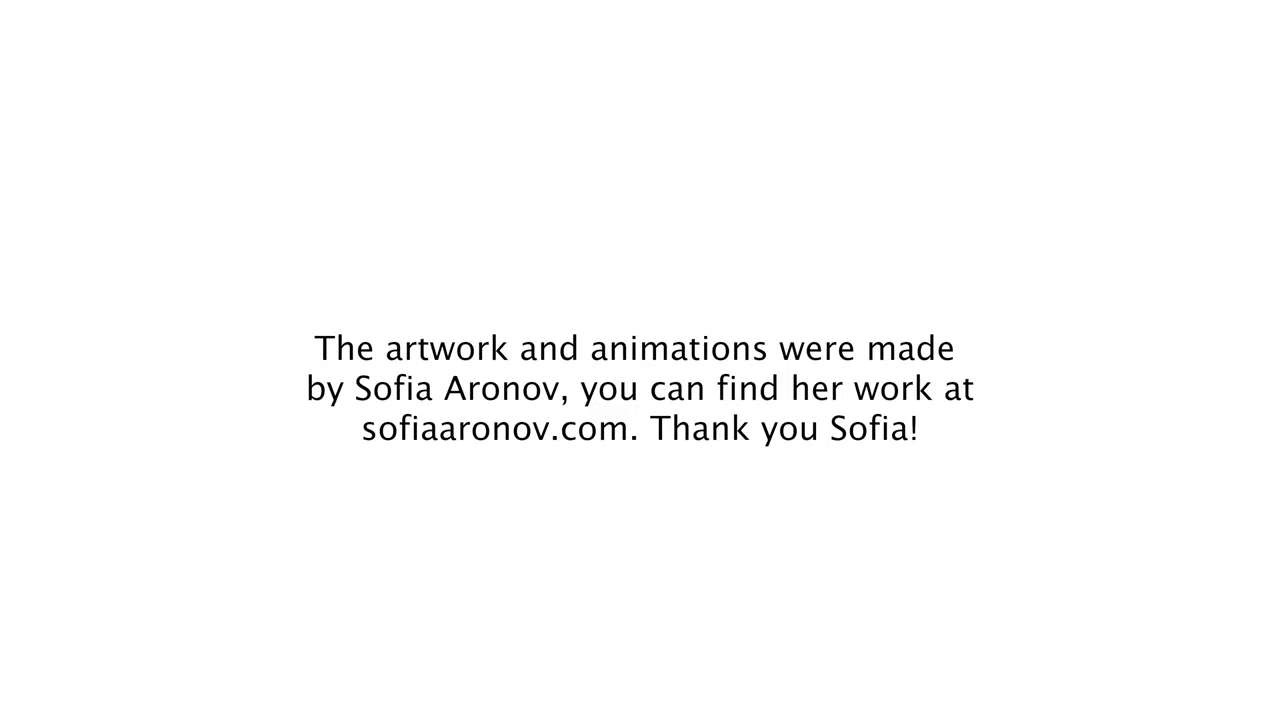 The artwork and animations were made
by Sofia Aronov, you can find her work at
sofiaaronov.com. Thank you Sofia!